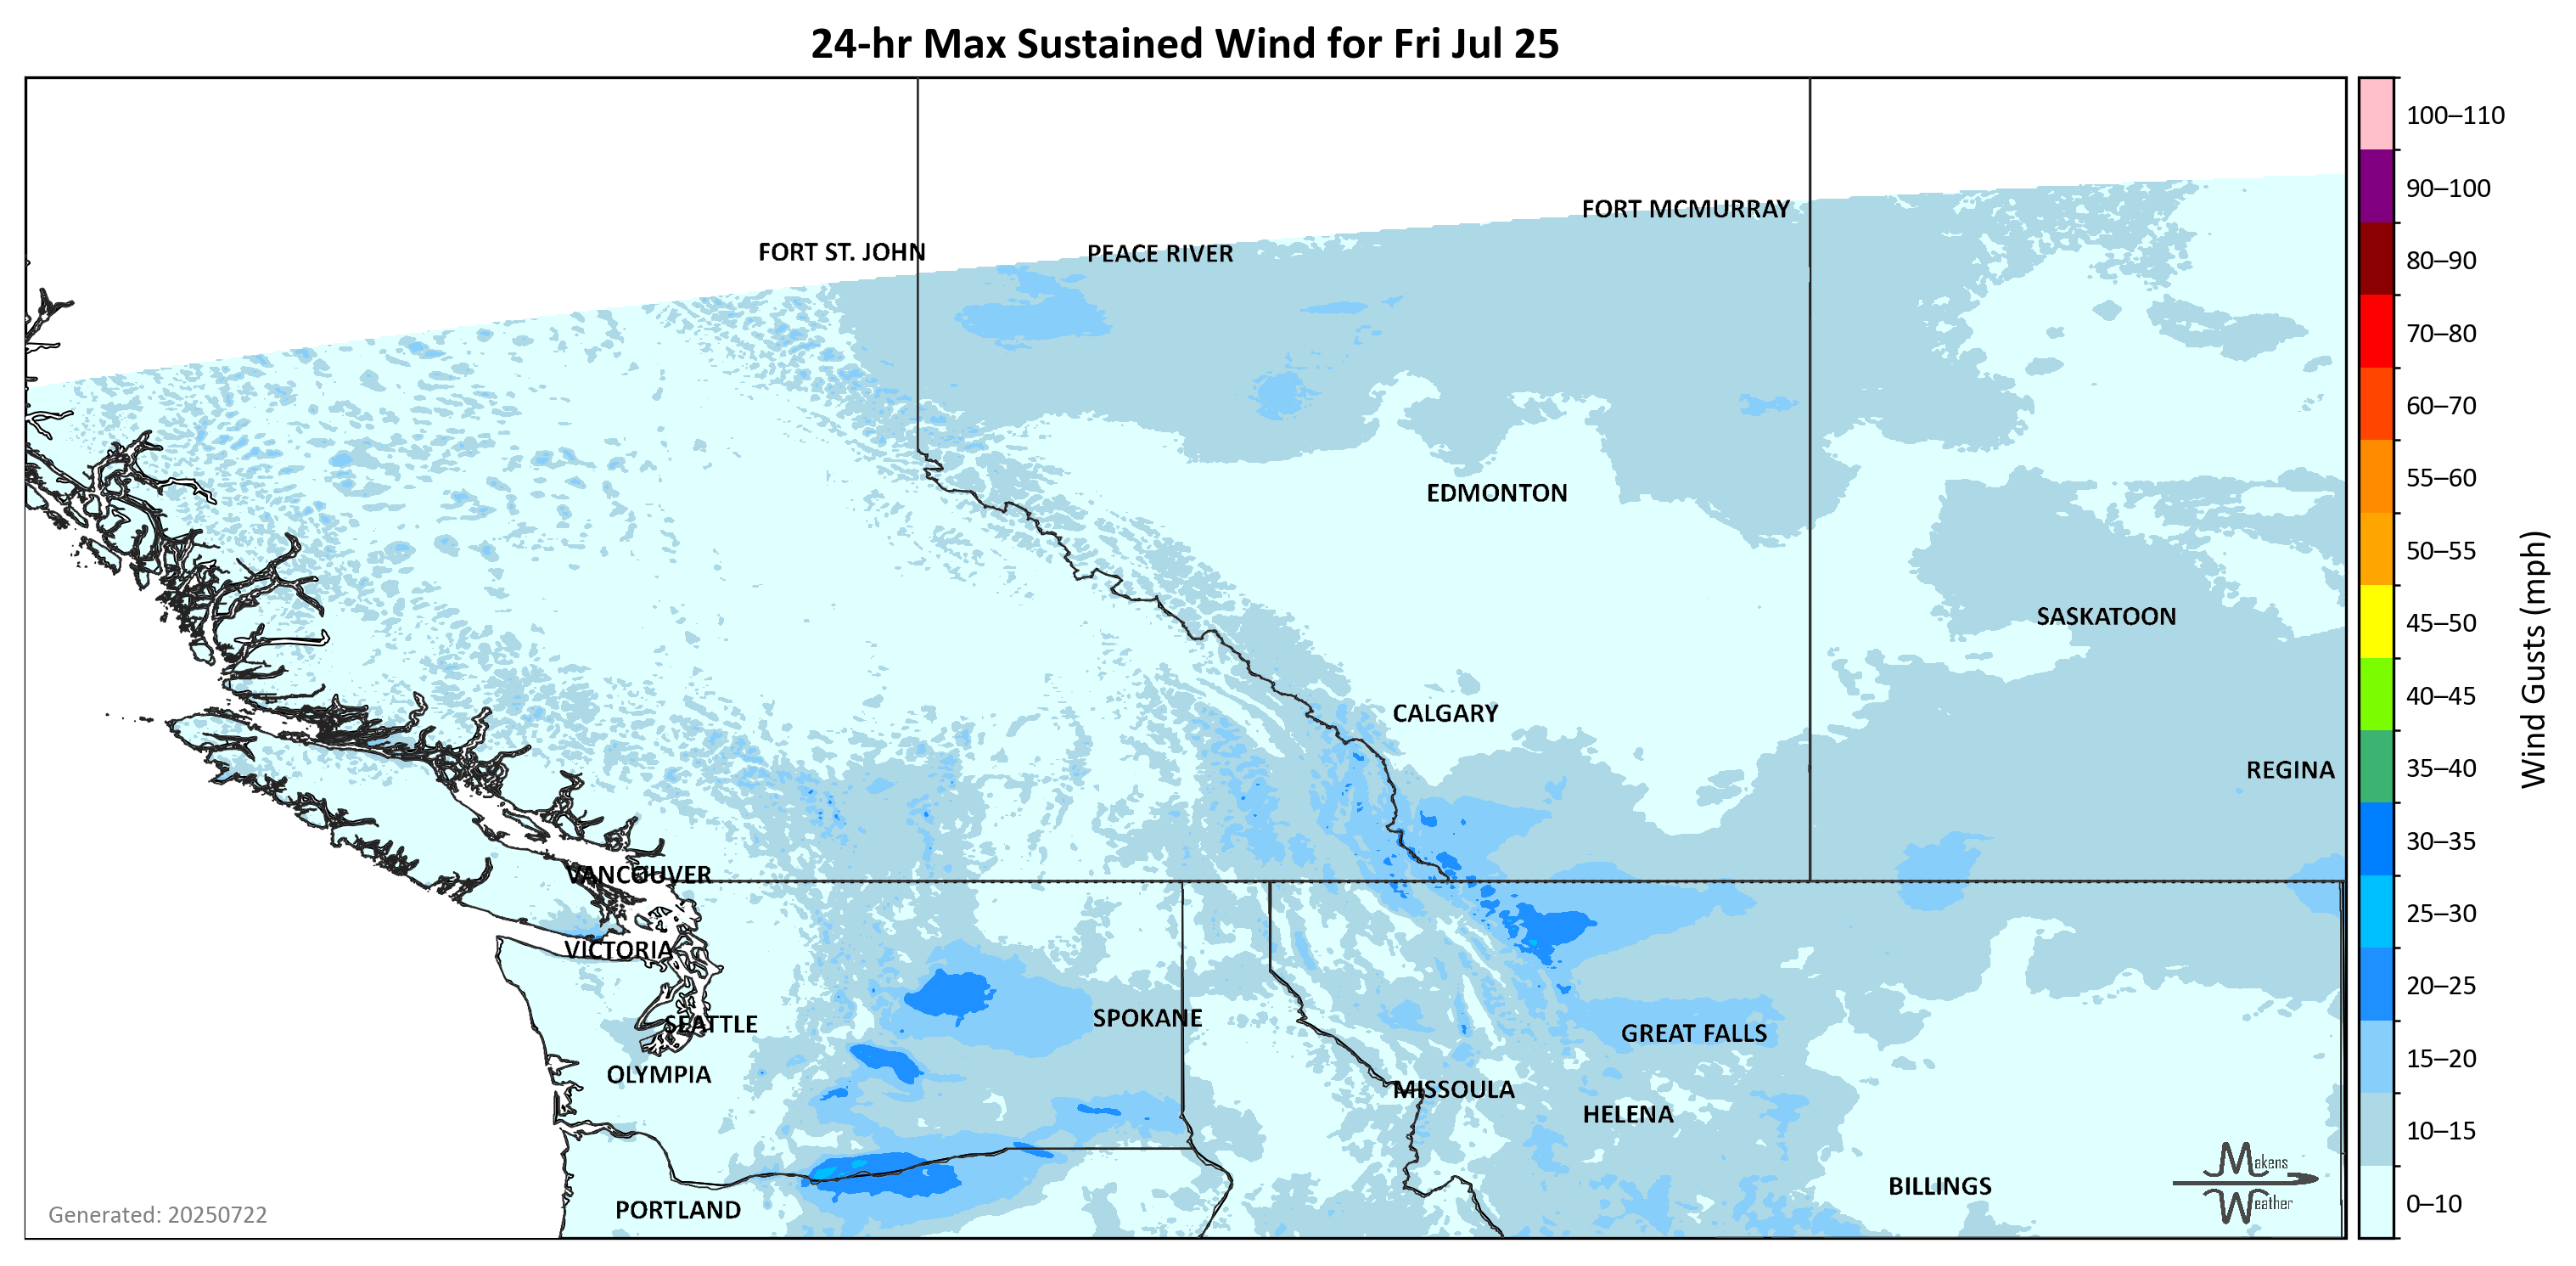 24-hr Max Sustained Wind for Fri Jul 25
100–110
FORT MCMURRAY
90–100
FORT ST. JOHN
PEACE RIVER
80–90
70–80
60–70
EDMONTON
55–60
50–55
SASKATOON
45–50
Wind Gusts (mph)
CALGARY
40–45
REGINA
35–40
30–35
VANCOUVER
25–30
VICTORIA
20–25
SEATTLE
SPOKANE
GREAT FALLS
15–20
OLYMPIA
MISSOULA
HELENA
10–15
Makens
Weather
BILLINGS
PORTLAND
0–10
Generated: 20250722